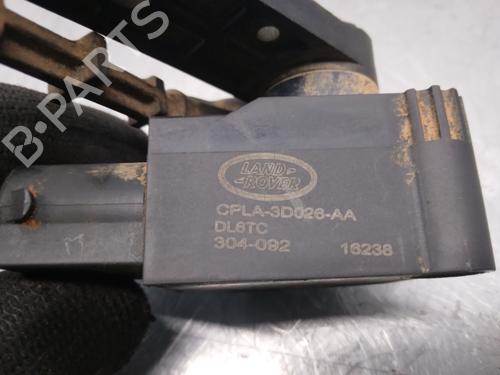 B-PARTS
LAND
ROVER
CPLA-3D026-AA
DL6TC
304-092
16238